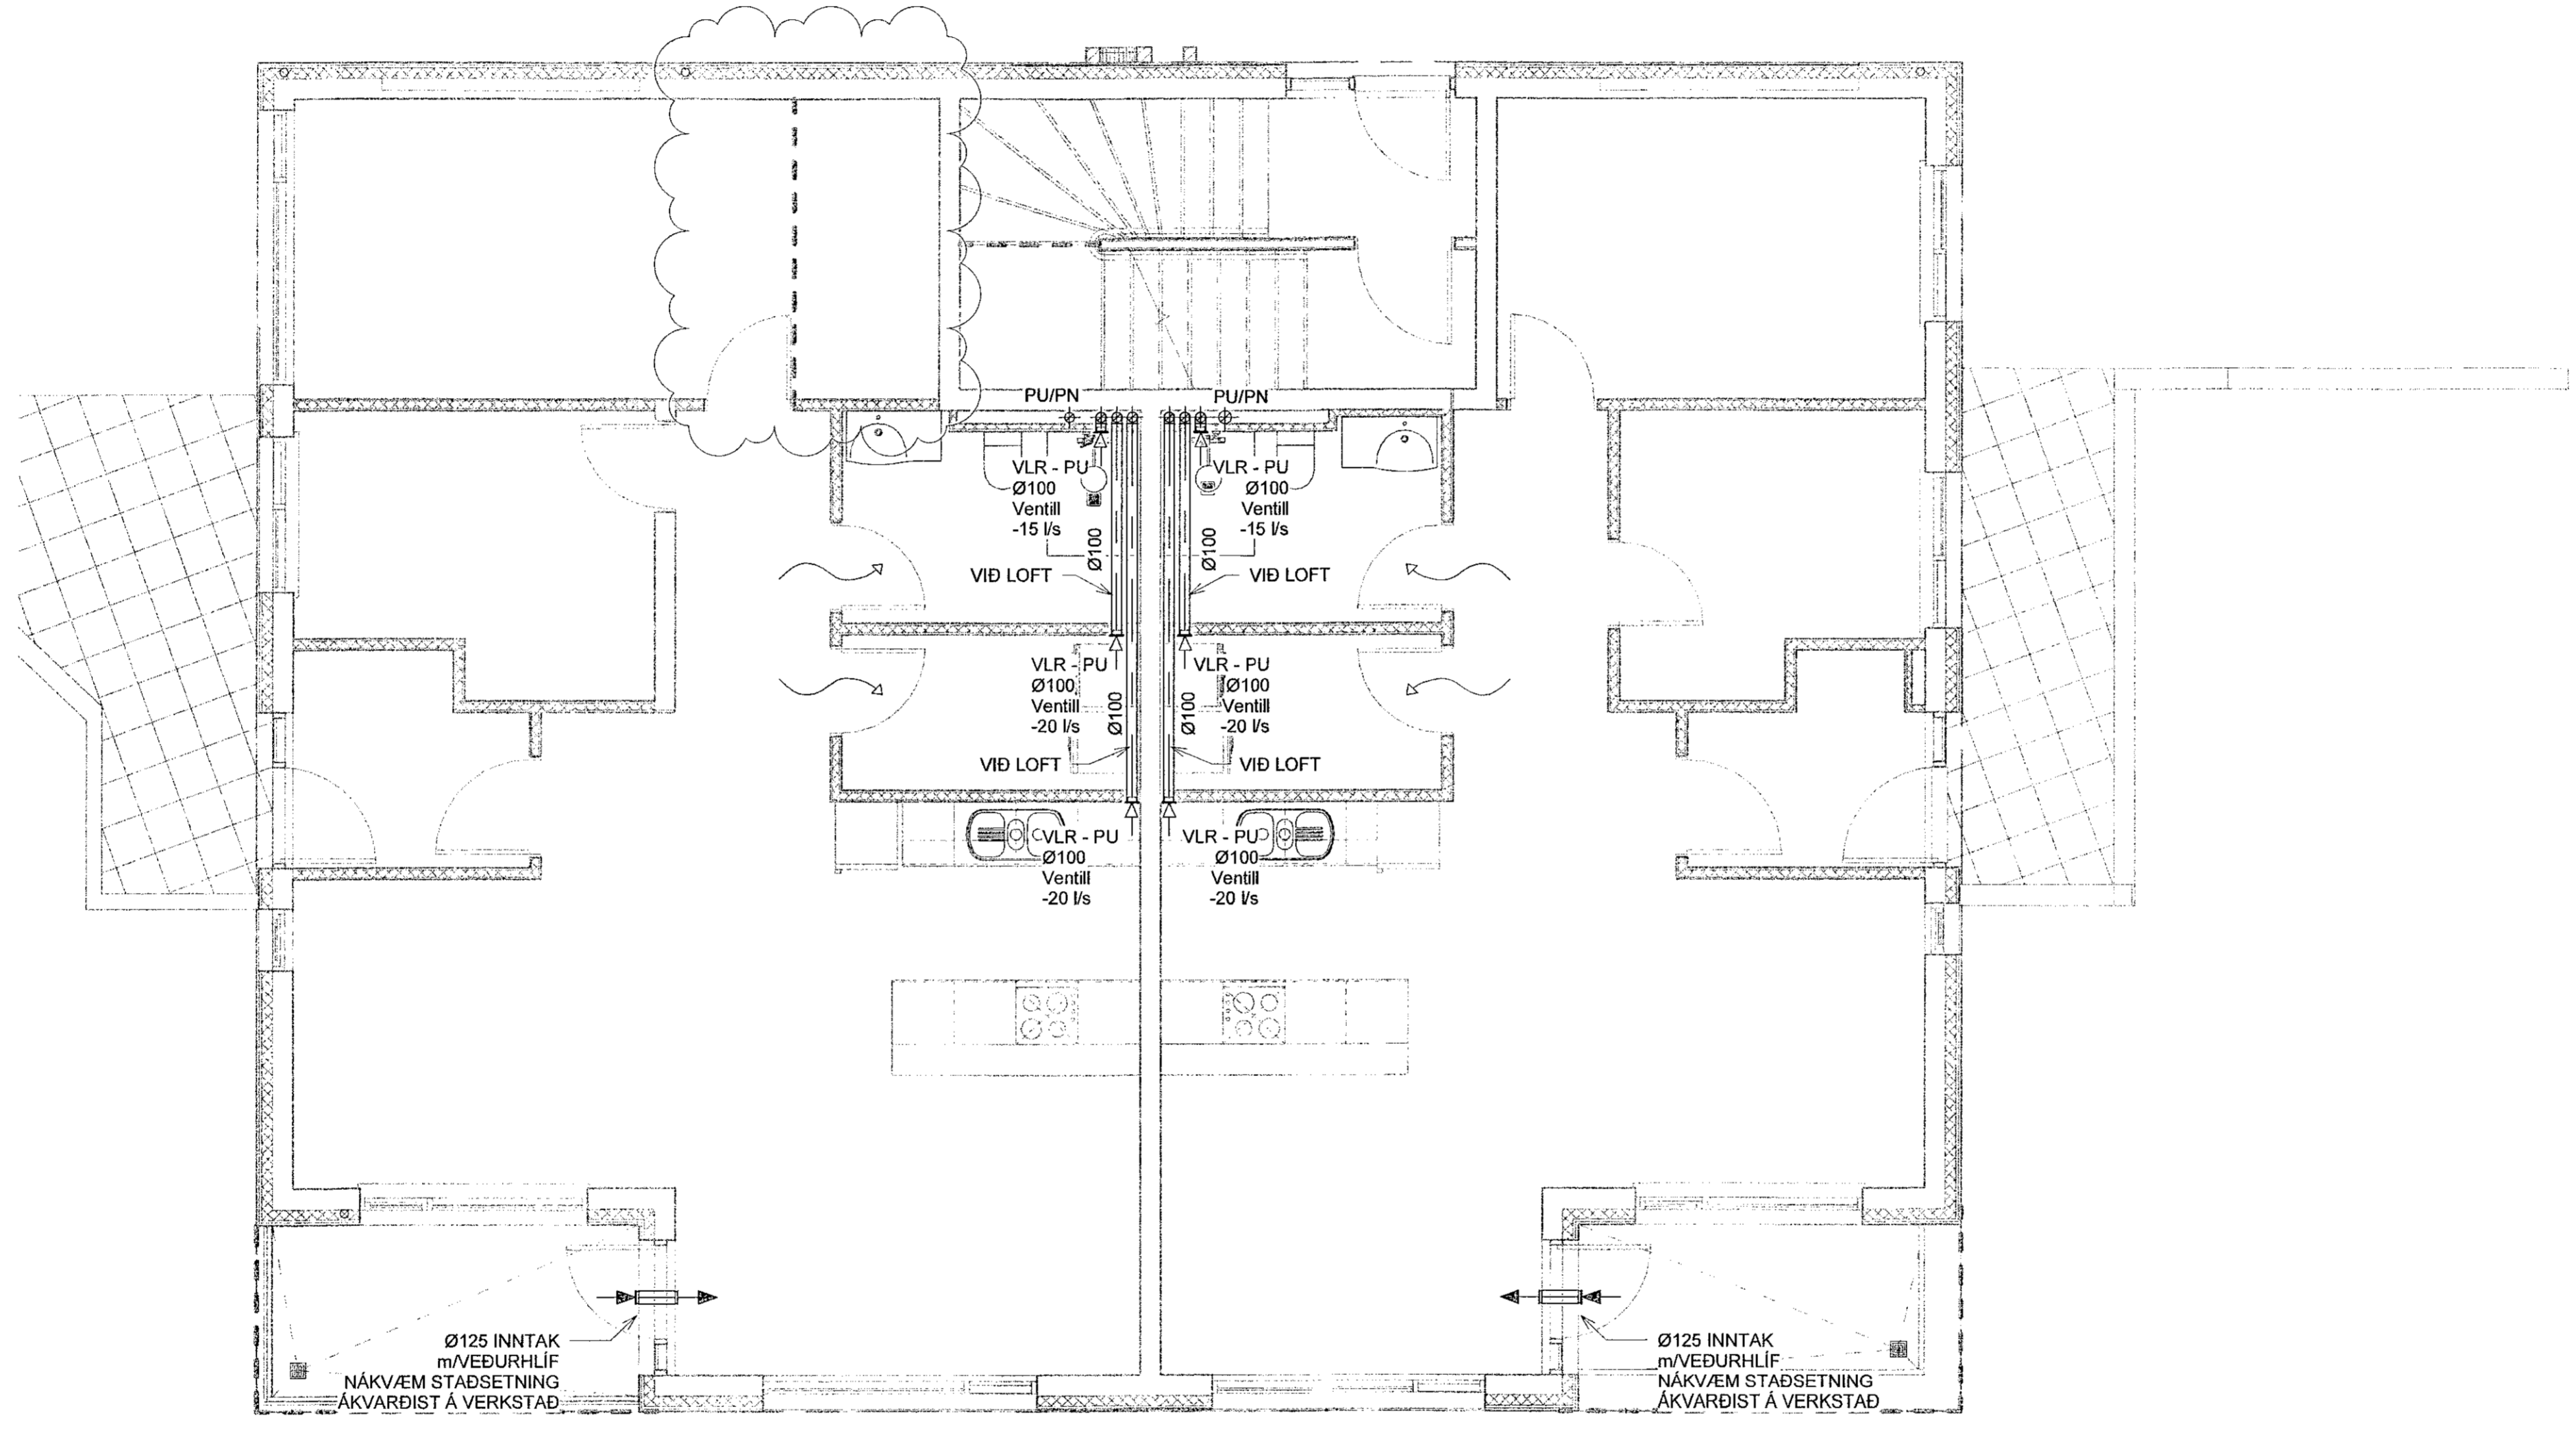 PU/PN
PU/PN
VLR - PU
Ø100
Ventill
-15 l/s
VLR - PU
Ø100
Ventill
-15 l/s
Ø100
Ø100
VIÐ LOFT
VIÐ LOFT
VLR - PU
Ø100
Ventill
-20 l/s
VLR - PU
Ø100
Ventill
-20 l/s
Ø100
Ø100
VIÐ LOFT
VIÐ LOFT
VLR - PU
Ø100
Ventill
-20 l/s
VLR - PU
Ø100
Ventill
-20 l/s
Ø125 INNTAK
m/VEÐURHLÍF
NÁKVÆM STAÐSETNING
ÁKVARÐIST Á VERKSTAÐ
Ø125 INNTAK
m/VEÐURHLÍF
NÁKVÆM STAÐSETNING
ÁKVARÐIST Á VERKSTAÐ